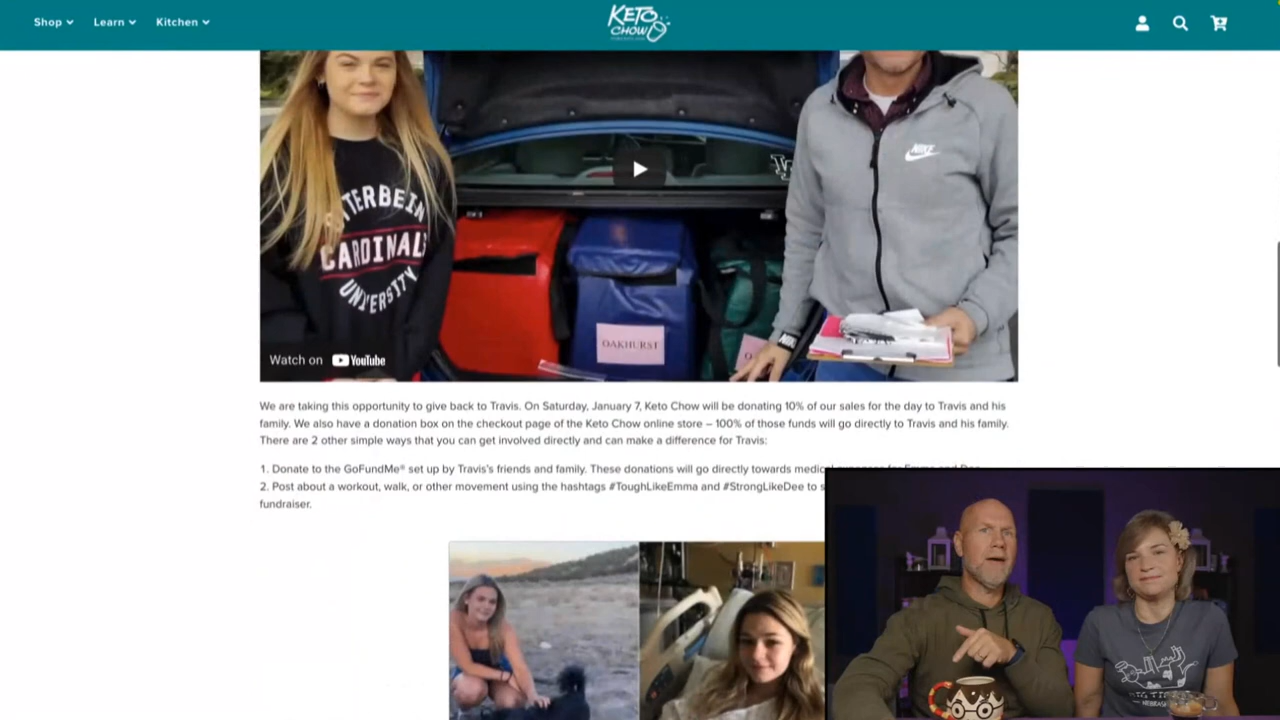 Shop Learn Kitchen
KETO
CHOW
TTERBEIN
CARDINALS
UNIVERSITY
NIKE
OAKHURST
Watch on YouTube
We are taking this opportunity to give back to Travis. On Saturday, January 7, Keto Chow will be donating 10% of our sales for the day to Travis and his
family. We also have a donation box on the checkout page of the Keto Chow online store – 100% of those funds will go directly to Travis and his family.
There are 2 other simple ways that you can get involved directly and can make a difference for Travis:
1. Donate to the GoFundMe® set up by Travis's friends and family. These donations will go directly towards medic
2. Post about a workout, walk, or other movement using the hashtags #ToughLikeEmma and #StrongLikeDee to s
fundraiser.